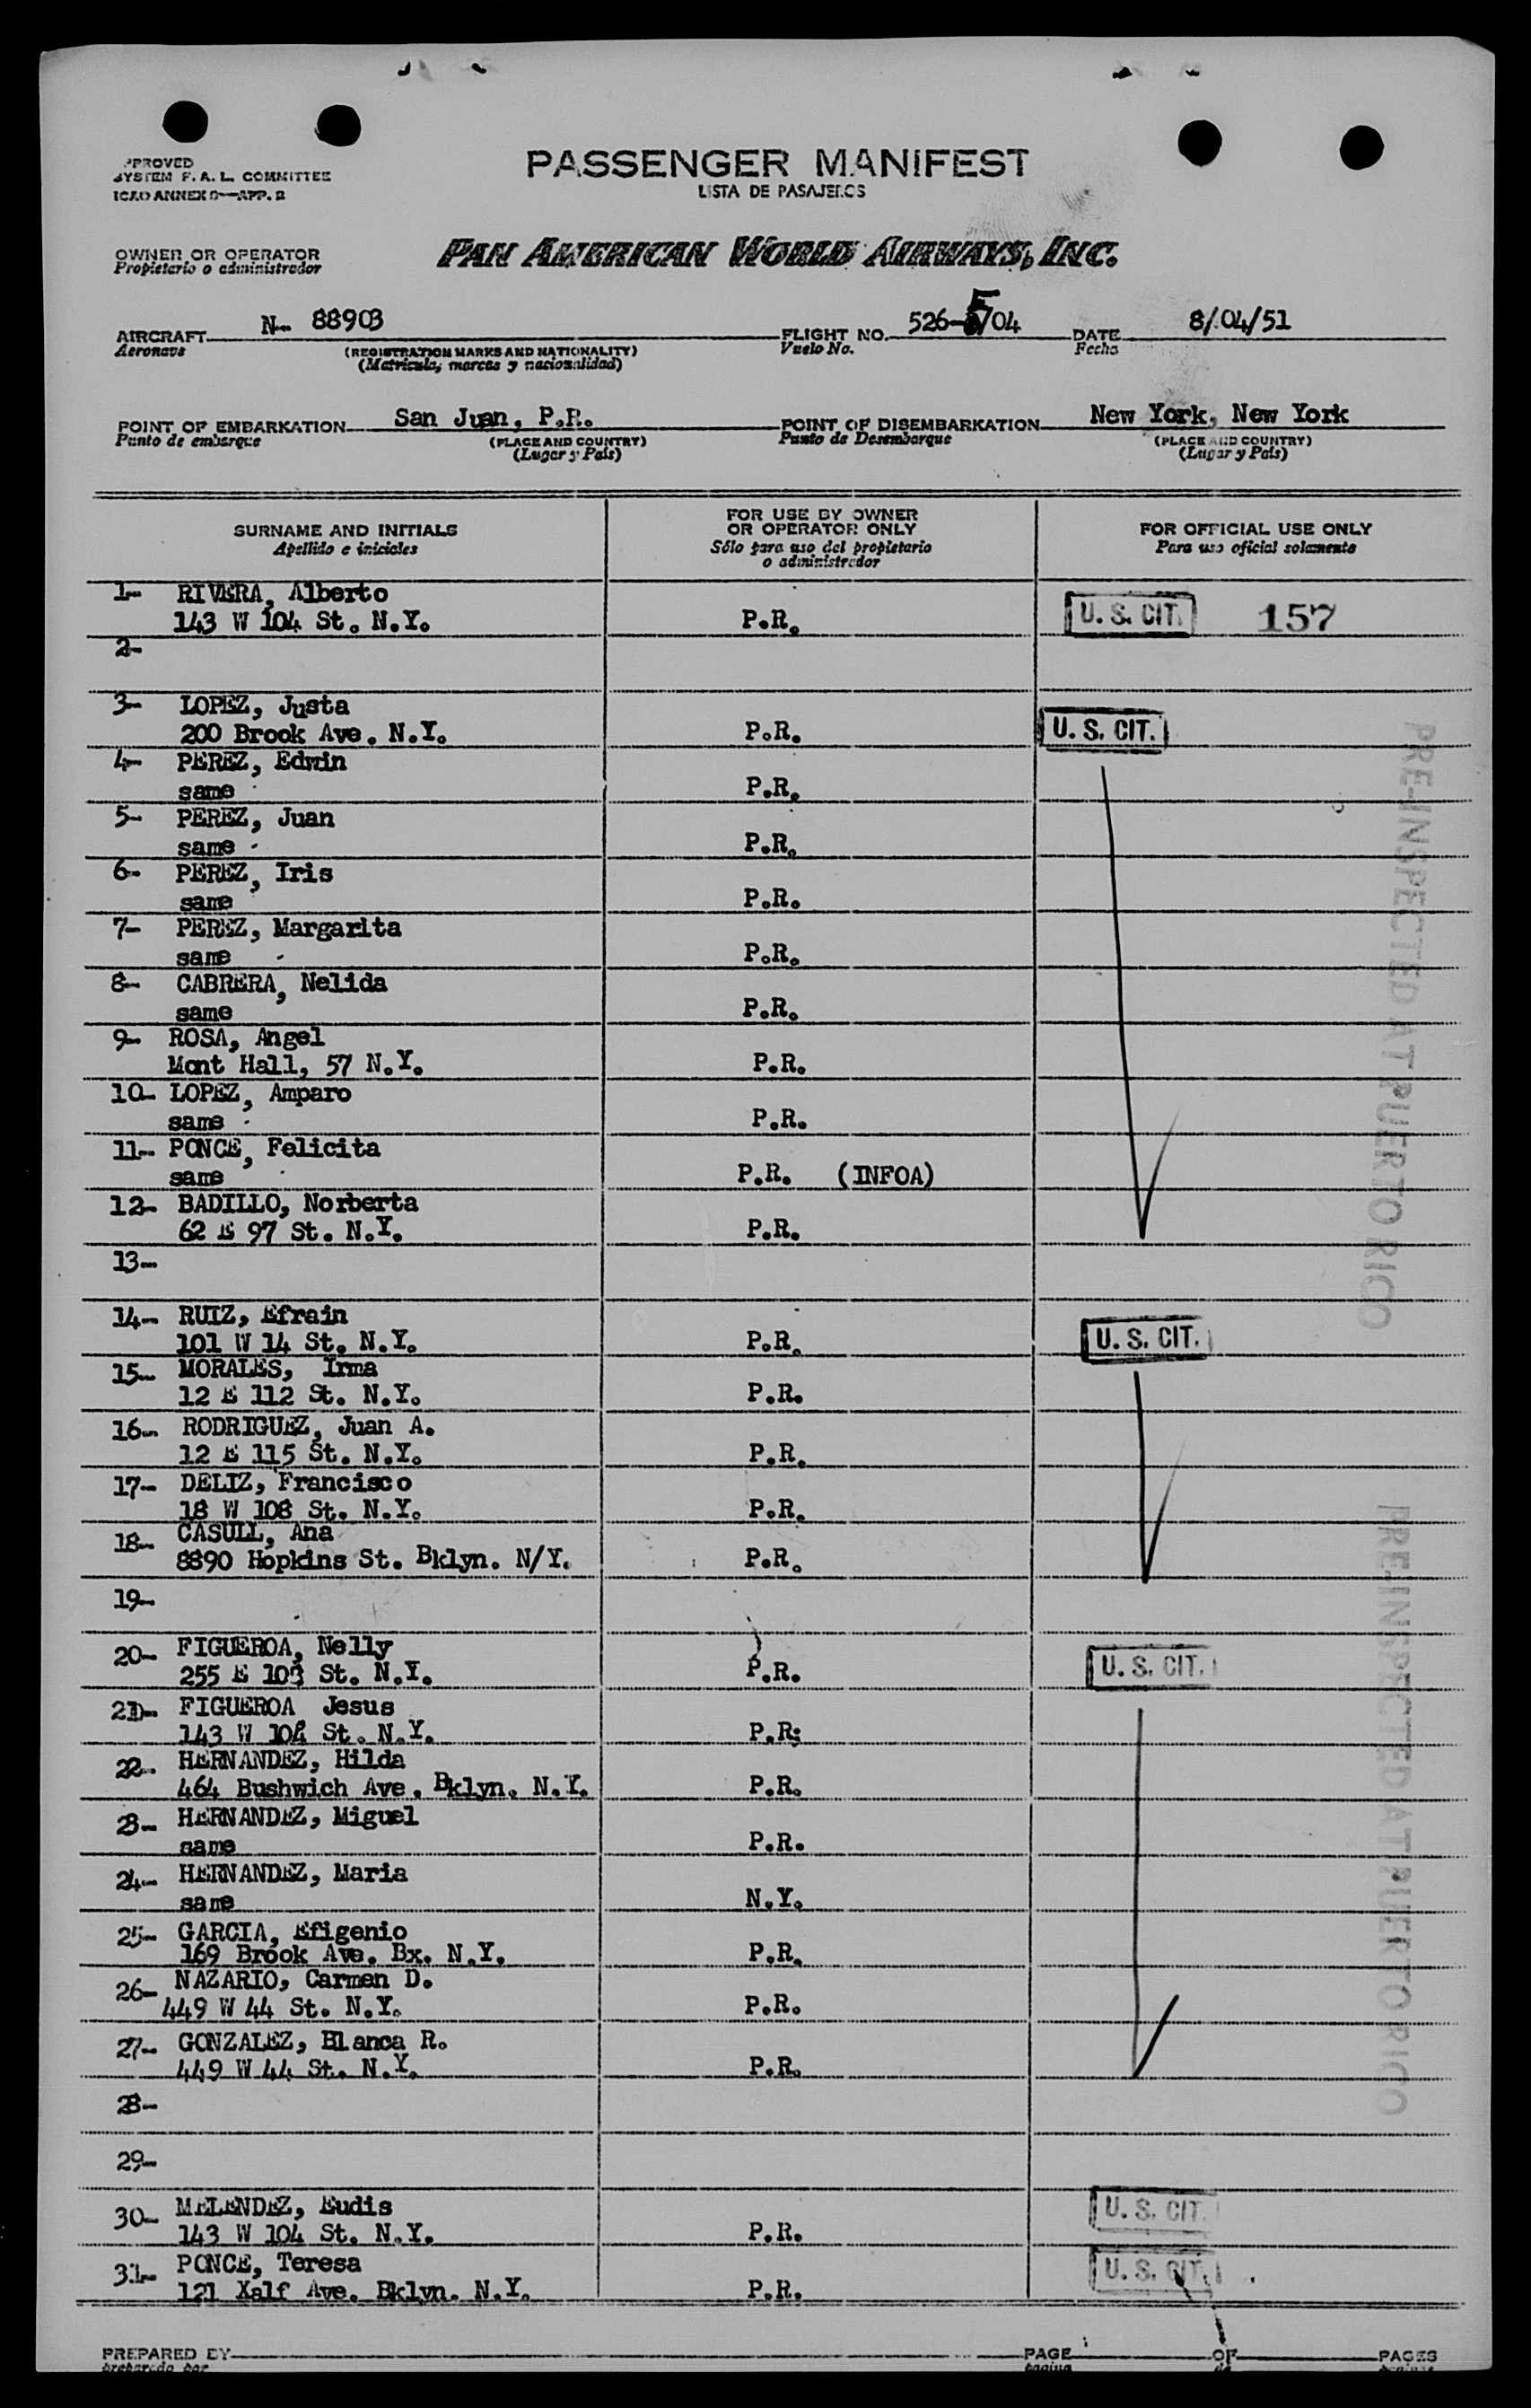 PPROVED
SYSTEM F. A. L. COMMITTEE
ICAO ANNEX 9—APP. 2
PASSENGER MANIFEST
LISTA DE PASAJEROS
OWNER OR OPERATOR
Propietario o administrador
PAN AMERICAN WORLD AIRWAYS, INC.
AIRCRAFT N-- 88903 FLIGHT NO. 526-5/04 DATE 8/04/51
Aeronave (REGISTRATION MARKS AND NATIONALITY) Vuelo No. Fecha
(Matricula, marcas y nacionalidad)
POINT OF EMBARKATION San Juan, P.R. POINT OF DISEMBARKATION New York, New York
Punto de embarque (PLACE AND COUNTRY) Punto de Desembarque (PLACE AND COUNTRY)
(Lugar y País) (Lugar y País)
SURNAME AND INITIALS FOR USE BY OWNER OR OPERATOR ONLY FOR OFFICIAL USE ONLY
Apellido e iniciales Sólo para uso del propietario o administrador Para uso oficial solamente
1- RIVERA, Alberto
143 W 104 St. N.Y. P.R. U. S. CIT. 157
2-
3- LOPEZ, Justa
200 Brook Ave. N.Y. P.R. U. S. CIT.
4- PEREZ, Edwin
same P.R.
5- PEREZ, Juan
same P.R.
6- PEREZ, Iris
same P.R.
7- PEREZ, Margarita
same P.R.
8- CABRERA, Nelida
same P.R.
9- ROSA, Angel
Mont Hall, 57 N.Y. P.R.
10- LOPEZ, Amparo
same P.R.
11- PONCE, Felicita
same P.R. (INFOA)
12- BADILLO, Norberta
62 E 97 St. N.Y. P.R.
13-
PRE-INSPECTED AT PUERTO RICO
14- RUIZ, Efrain
101 W 14 St. N.Y. P.R. U. S. CIT.
15- MORALES, Irma
12 E 112 St. N.Y. P.R.
16- RODRIGUEZ, Juan A.
12 E 115 St. N.Y. P.R.
17- DELIZ, Francisco
18 W 108 St. N.Y. P.R.
18- CASULL, Ana
8890 Hopkins St. Bklyn. N/Y. P.R.
19-
20- FIGUEROA, Nelly
255 E 103 St. N.Y. P.R. U. S. CIT.
21- FIGUEROA Jesus
143 W 104 St. N.Y. P.R:
22- HERNANDEZ, Hilda
464 Bushwich Ave. Bklyn. N.Y. P.R.
23- HERNANDEZ, Miguel
same P.R.
24- HERNANDEZ, Maria
same N.Y.
25- GARCIA, Efigenio
169 Brook Ave. Bx. N.Y. P.R.
26- NAZARIO, Carmen D.
449 W 44 St. N.Y. P.R.
27- GONZALEZ, Blanca R.
449 W 44 St. N.Y. P.R.
PRE-INSPECTED AT PUERTO RICO
28-
29-
30- MELENDEZ, Eudis
143 W 104 St. N.Y. P.R. U. S. CIT.
31- PONCE, Teresa
121 Xalf Ave. Bklyn. N.Y. P.R. U. S. CIT.
PREPARED BY PAGE OF PAGES